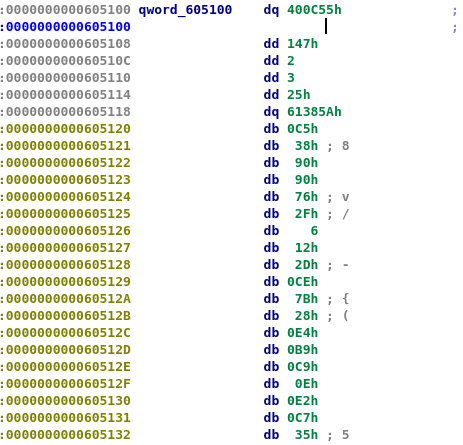 :0000000000605100 qword_605100    dq 400C55h              ;
:0000000000605100                                         ;
:0000000000605108                 dd 147h
:000000000060510C                 dd 2
:0000000000605110                 dd 3
:0000000000605114                 dd 25h
:0000000000605118                 dq 61385Ah
:0000000000605120                 db 0C5h
:0000000000605121                 db  38h ; 8
:0000000000605122                 db  90h
:0000000000605123                 db  90h
:0000000000605124                 db  76h ; v
:0000000000605125                 db  2Fh ; /
:0000000000605126                 db    6
:0000000000605127                 db  12h
:0000000000605128                 db  2Dh ; -
:0000000000605129                 db 0CEh
:000000000060512A                 db  7Bh ; {
:000000000060512B                 db  28h ; (
:000000000060512C                 db 0E4h
:000000000060512D                 db 0B9h
:000000000060512E                 db 0C9h
:000000000060512F                 db  0Eh
:0000000000605130                 db 0E2h
:0000000000605131                 db 0C7h
:0000000000605132                 db  35h ; 5